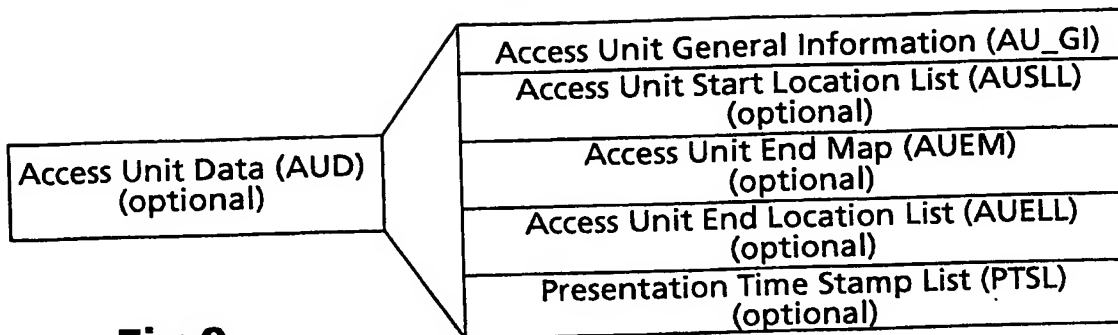 Access Unit Data (AUD)
(optional)
Access Unit General Information (AU_GI)
Access Unit Start Location List (AUSLL)
(optional)
Access Unit End Map (AUEM)
(optional)
Access Unit End Location List (AUELL)
(optional)
Presentation Time Stamp List (PTSL)
(optional)